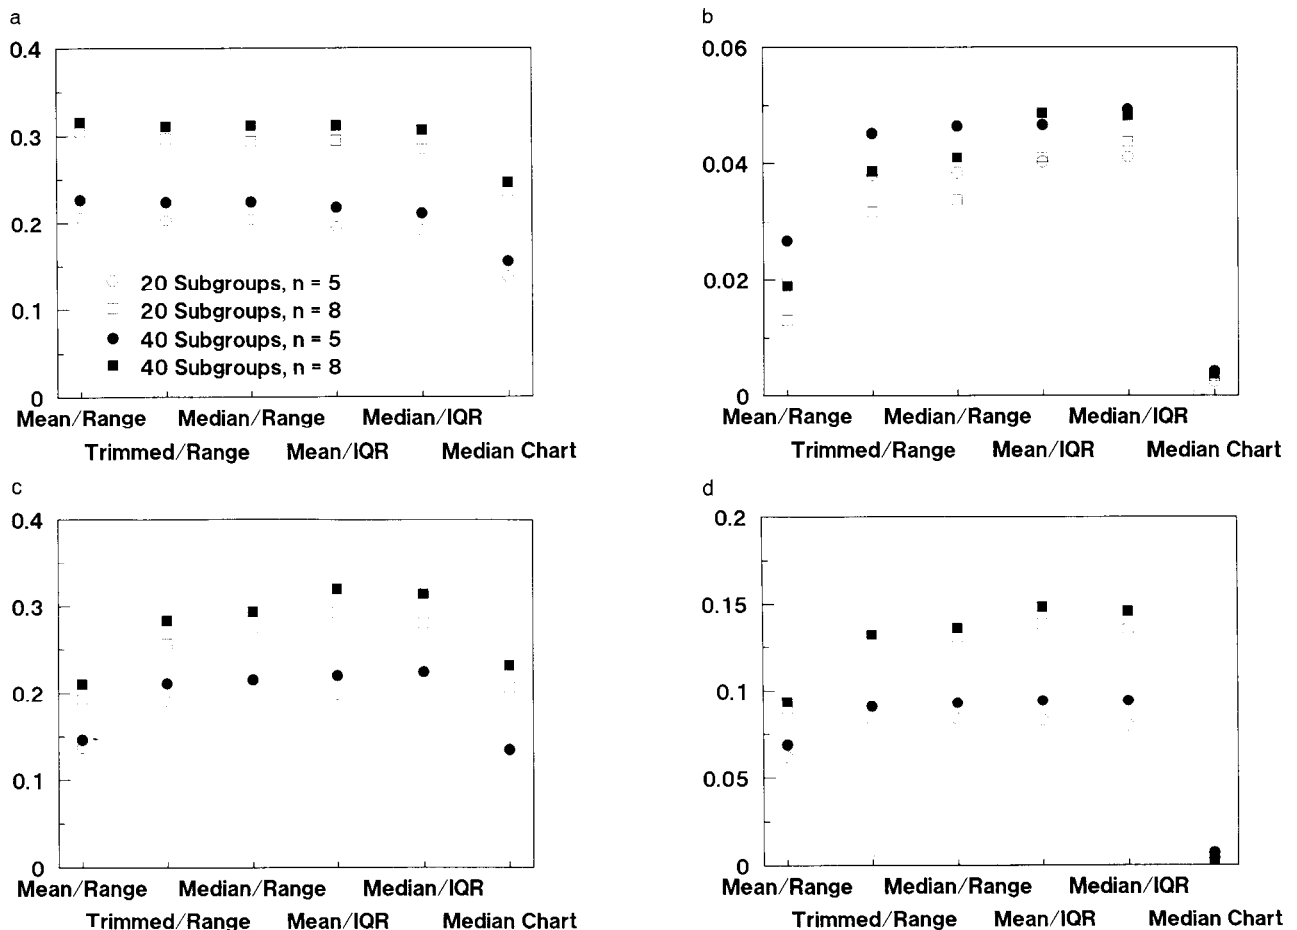 a
0.4
0.3
0.2
0.1
0
20 Subgroups, n = 5
20 Subgroups, n = 8
40 Subgroups, n = 5
40 Subgroups, n = 8
Mean/Range Median/Range Median/IQR
Trimmed/Range Mean/IQR Median Chart
b
0.06
0.04
0.02
0
Mean/Range Median/Range Median/IQR
Trimmed/Range Mean/IQR Median Chart
c
0.4
0.3
0.2
0.1
0
Mean/Range Median/Range Median/IQR
Trimmed/Range Mean/IQR Median Chart
d
0.2
0.15
0.1
0.05
0
Mean/Range Median/Range Median/IQR
Trimmed/Range Mean/IQR Median Chart